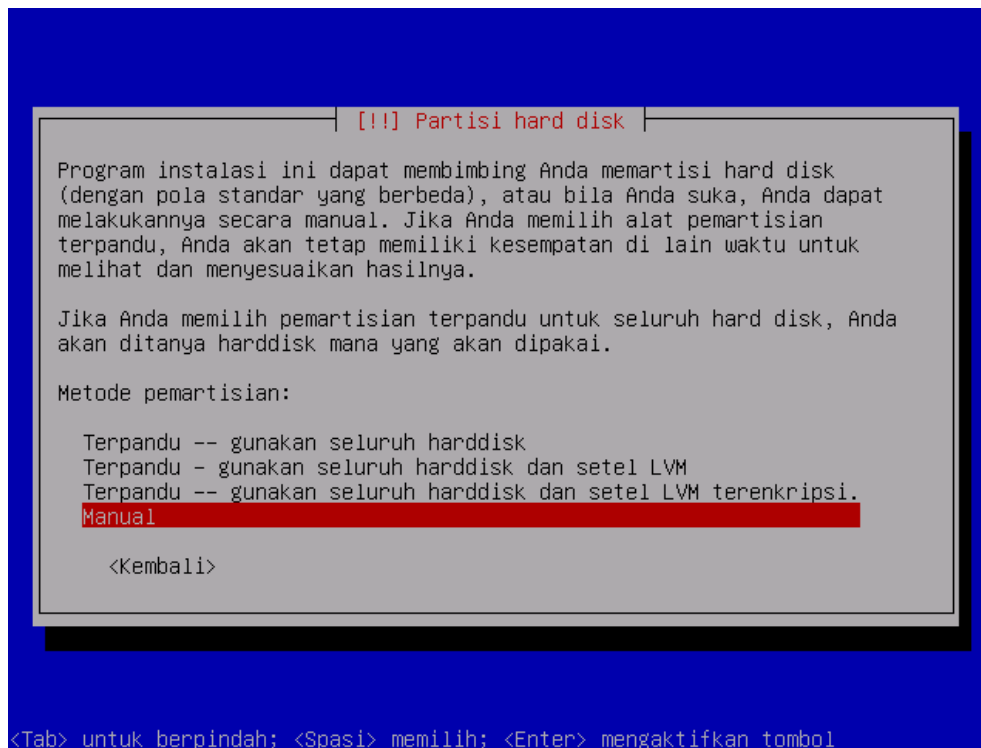 [!!] Partisi hard disk
Program instalasi ini dapat membimbing Anda memartisi hard disk
(dengan pola standar yang berbeda), atau bila Anda suka, Anda dapat
melakukannya secara manual. Jika Anda memilih alat pemartisian
terpandu, Anda akan tetap memiliki kesempatan di lain waktu untuk
melihat dan menyesuaikan hasilnya.
Jika Anda memilih pemartisian terpandu untuk seluruh hard disk, Anda
akan ditanya harddisk mana yang akan dipakai.
Metode pemartisian:
Terpandu -- gunakan seluruh harddisk
Terpandu - gunakan seluruh harddisk dan setel LVM
Terpandu -- gunakan seluruh harddisk dan setel LVM terenkripsi.
Manual
<Kembali>
<Tab> untuk berpindah; <Spasi> memilih; <Enter> mengaktifkan tombol